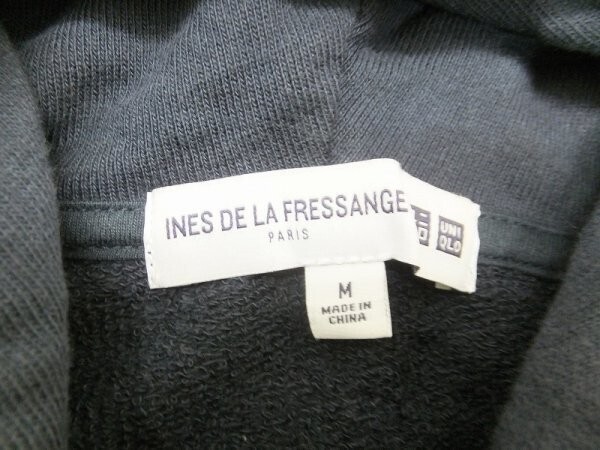 INES DE LA FRESSANGE
PARIS
UNI
QLO
M
MADE IN
CHINA